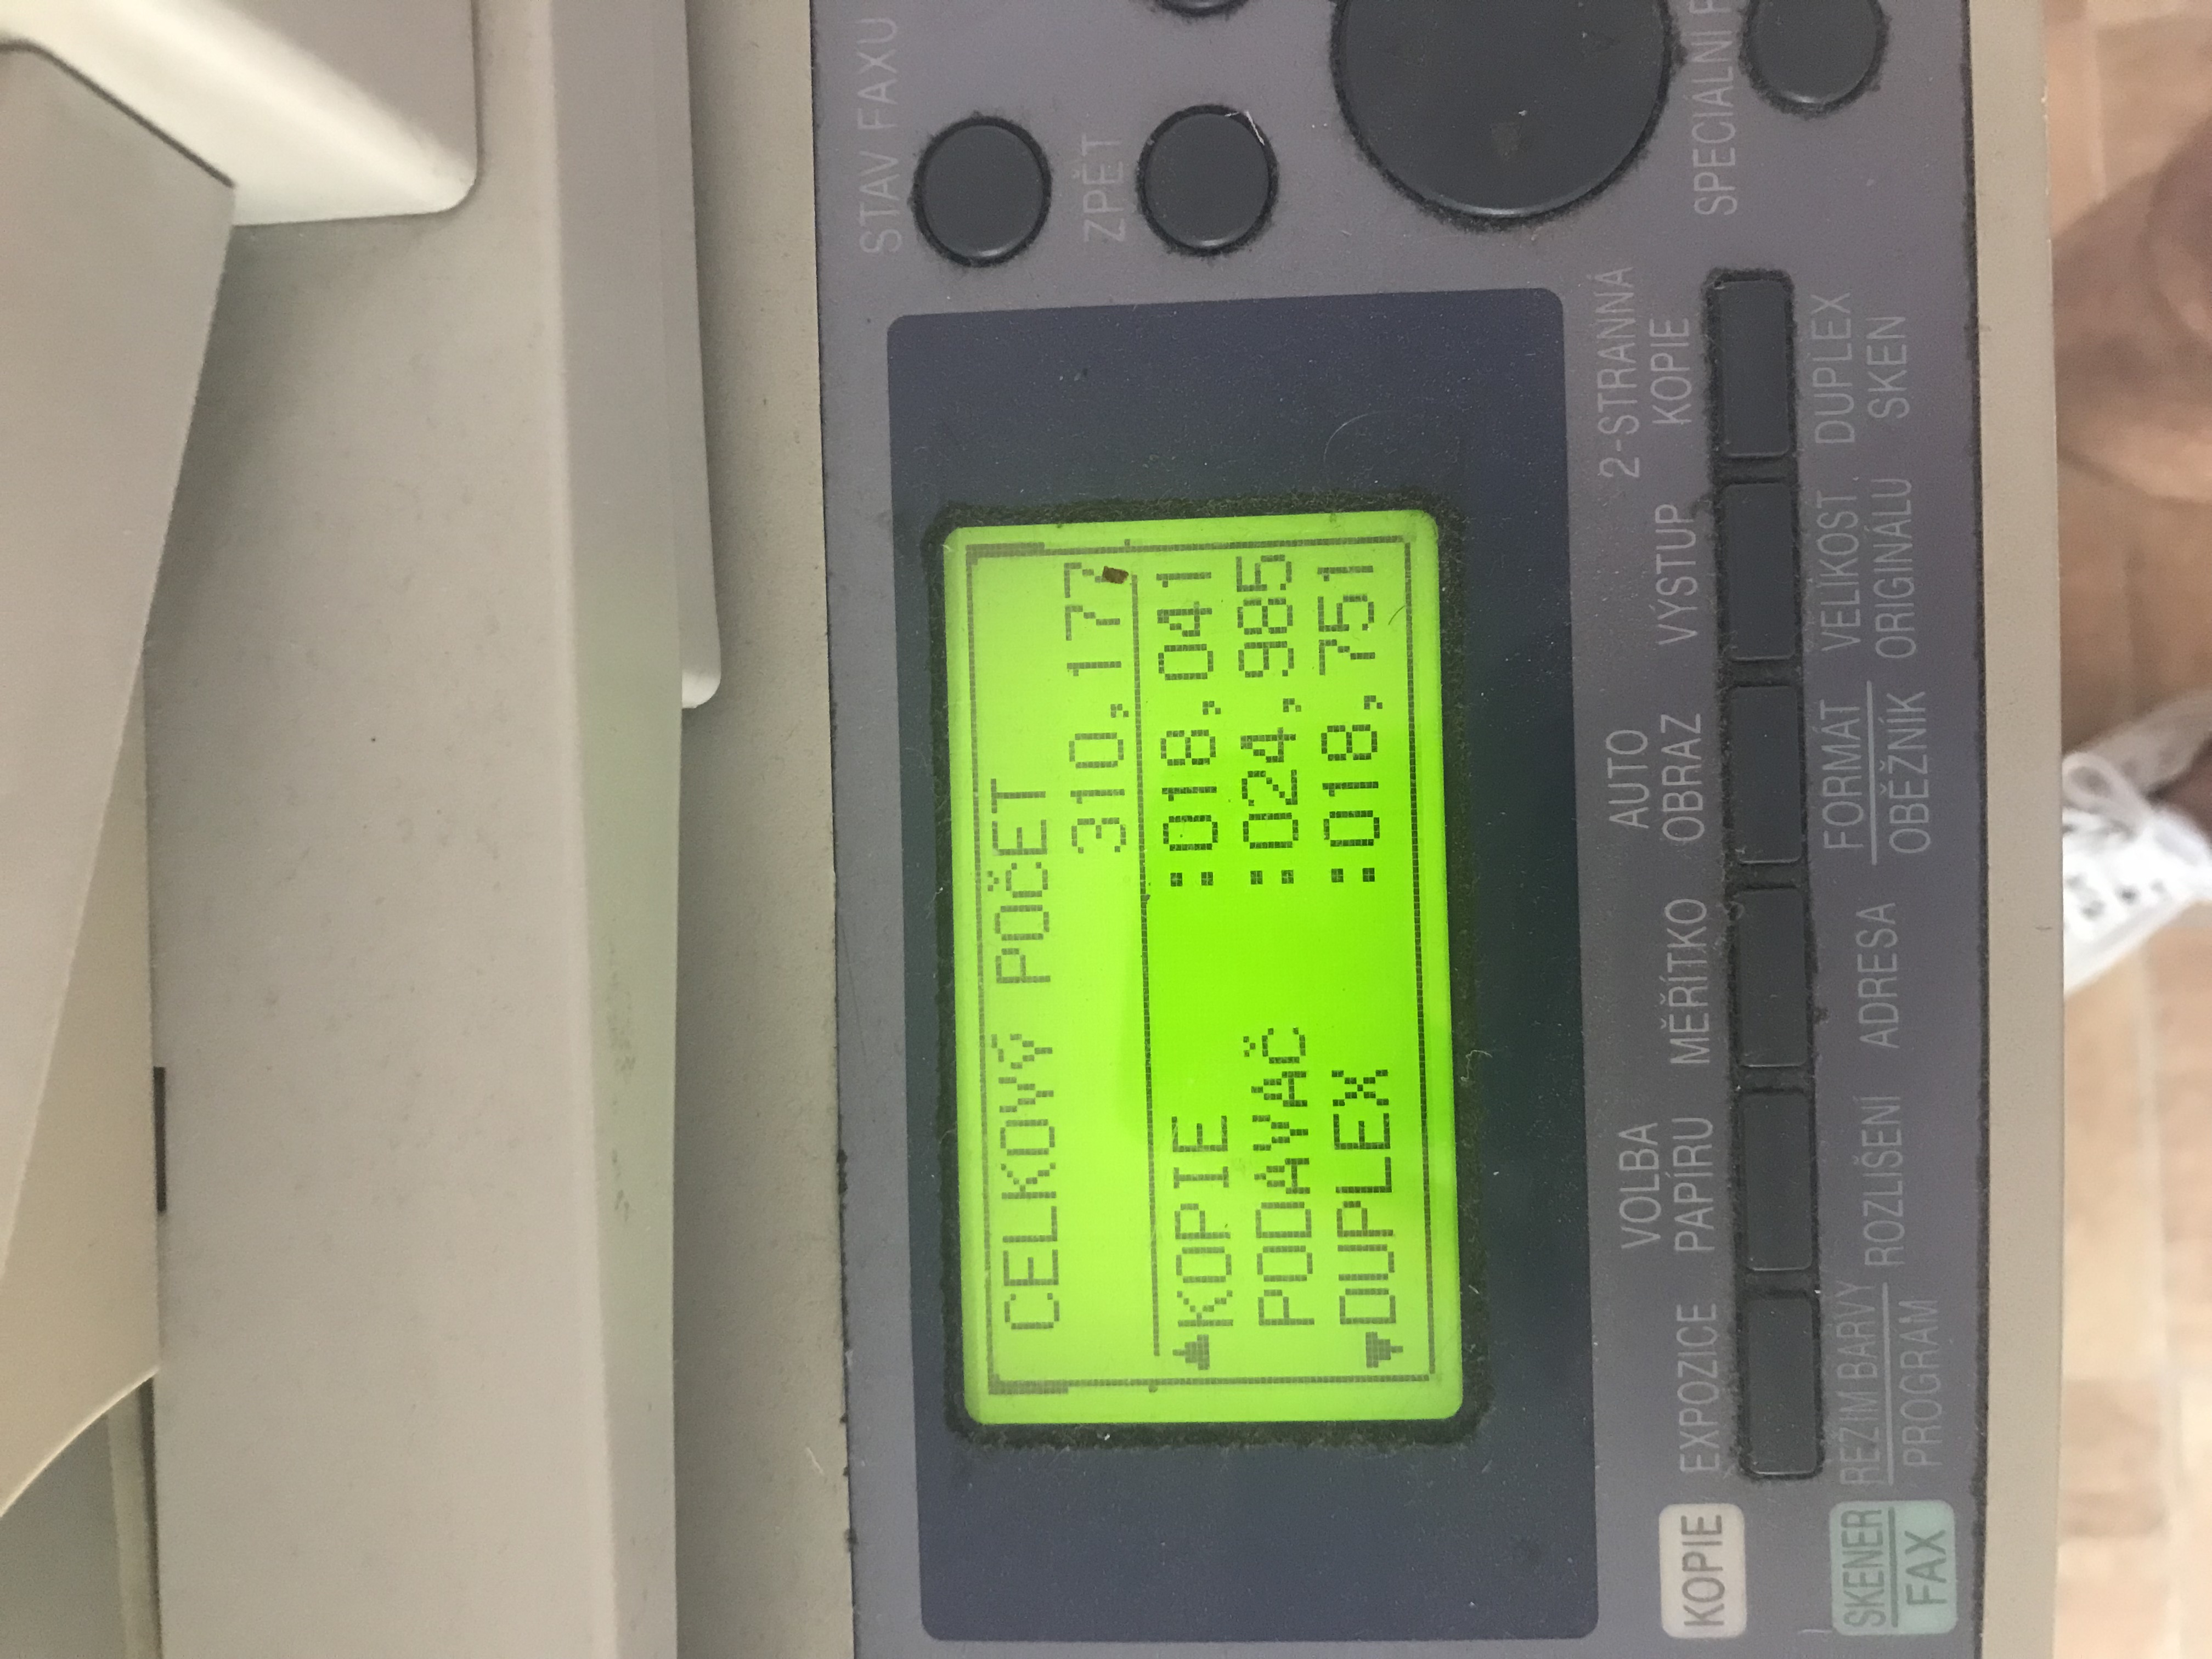 STAV FAXU
ZPĚT
CELKOVÝ POČET
310,177
▲KOPIE :018,041
PODAVAČ :024,985
▼DUPLEX :018,751
SPECIÁLNÍ
KOPIE
EXPOZICE
VOLBA PAPÍRU
MĚŘÍTKO
AUTO OBRAZ
VÝSTUP
2-STRANNÁ KOPIE
SKENER
FAX
REŽIM BARVY
PROGRAM
ROZLIŠENÍ
ADRESA
FORMÁT
OBĚŽNÍK
VELIKOST ORIGINÁLU
DUPLEX SKEN